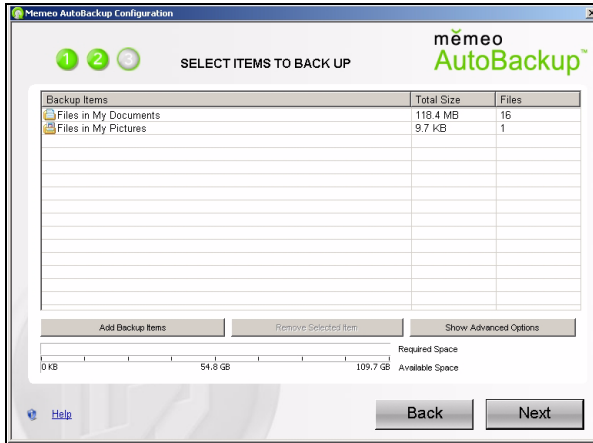 Memeo AutoBackup Configuration
1 2 3 SELECT ITEMS TO BACK UP
mĕmeo
AutoBackup™
Backup Items Total Size Files
Files in My Documents 118.4 MB 16
Files in My Pictures 9.7 KB 1
Add Backup Items Remove Selected Item Show Advanced Options
Required Space
0 KB 54.8 GB 109.7 GB Available Space
Help Back Next